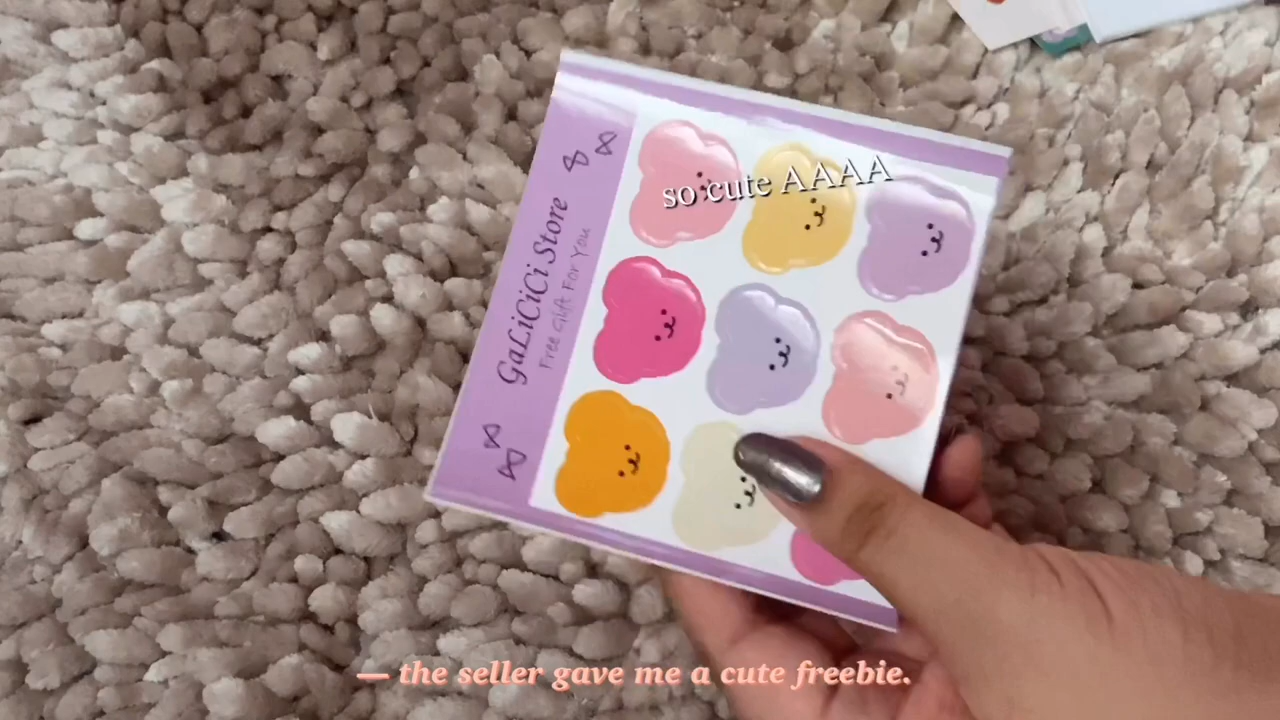 so cute AAAA
GaLiCiCi Store
Free Gift For You
— the seller gave me a cute freebie.